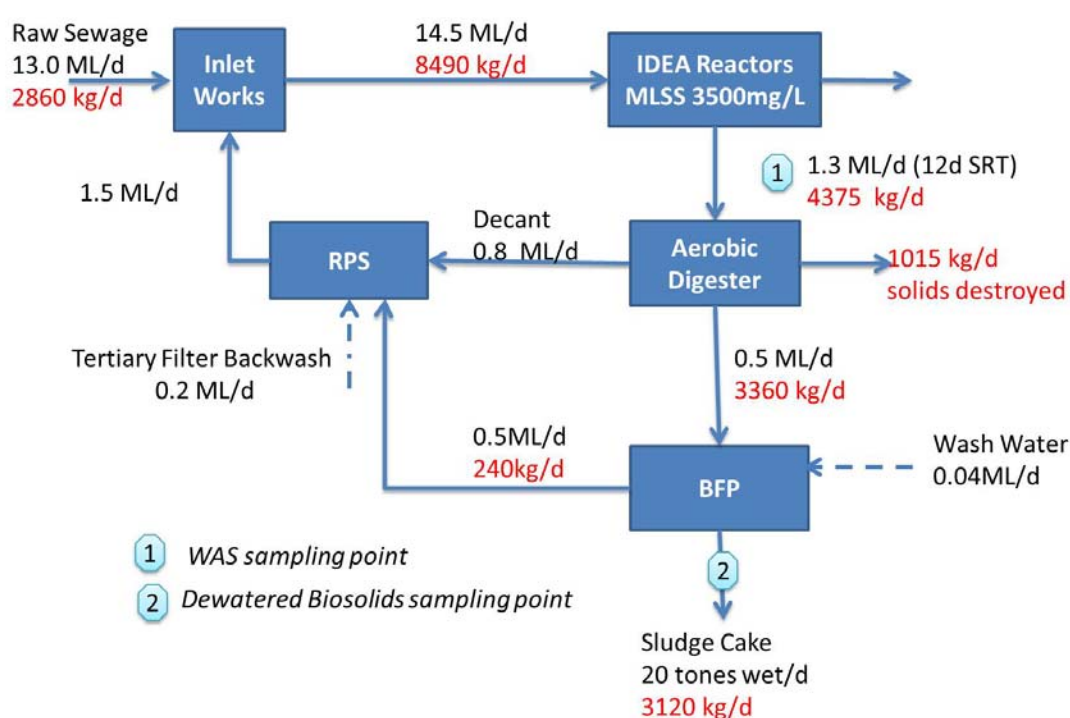 Raw Sewage
13.0 ML/d
2860 kg/d
Inlet
Works
14.5 ML/d
8490 kg/d
IDEA Reactors
MLSS 3500mg/L
1
1.3 ML/d (12d SRT)
4375 kg/d
1.5 ML/d
RPS
Decant
0.8 ML/d
Aerobic
Digester
1015 kg/d
solids destroyed
Tertiary Filter Backwash
0.2 ML/d
0.5 ML/d
3360 kg/d
0.5ML/d
240kg/d
BFP
Wash Water
0.04ML/d
1 WAS sampling point
2 Dewatered Biosolids sampling point
2
Sludge Cake
20 tones wet/d
3120 kg/d